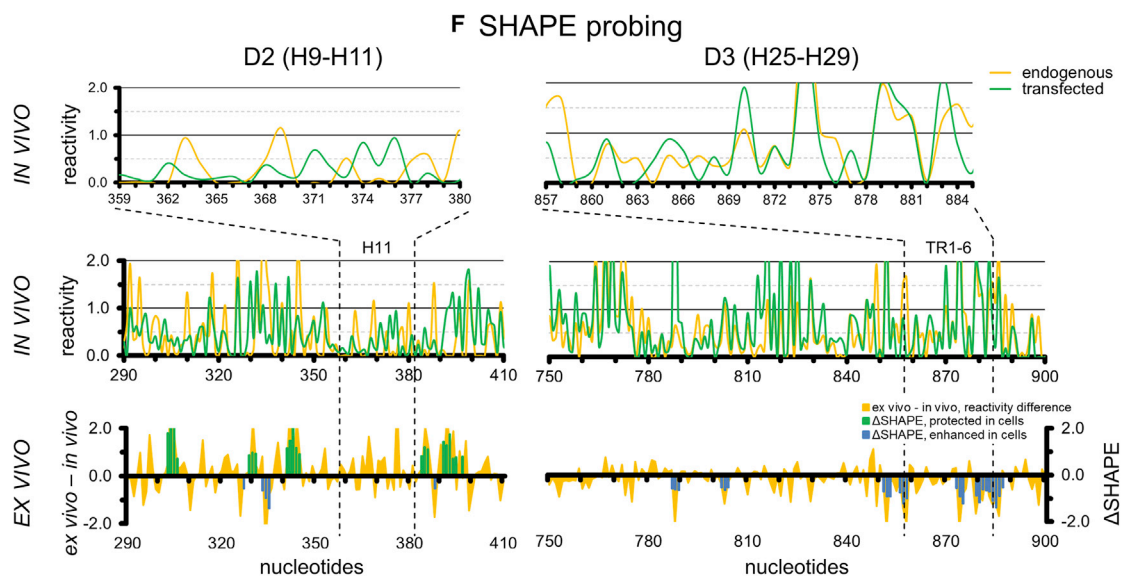 F SHAPE probing
D2 (H9-H11)
D3 (H25-H29)
endogenous
transfected
IN VIVO
reactivity
2.0
1.0
0.0
359 362 365 368 371 374 377 380
857 860 863 866 869 872 875 878 881 884
H11
TR1-6
IN VIVO
reactivity
2.0
1.0
0.0
290 320 350 380 410
750 780 810 840 870 900
ex vivo - in vivo, reactivity difference
ΔSHAPE, protected in cells
ΔSHAPE, enhanced in cells
EX VIVO
ex vivo – in vivo
2.0
0.0
-2.0
2.0
0.0
-2.0
ΔSHAPE
290 320 350 380 410
750 780 810 840 870 900
nucleotides
nucleotides